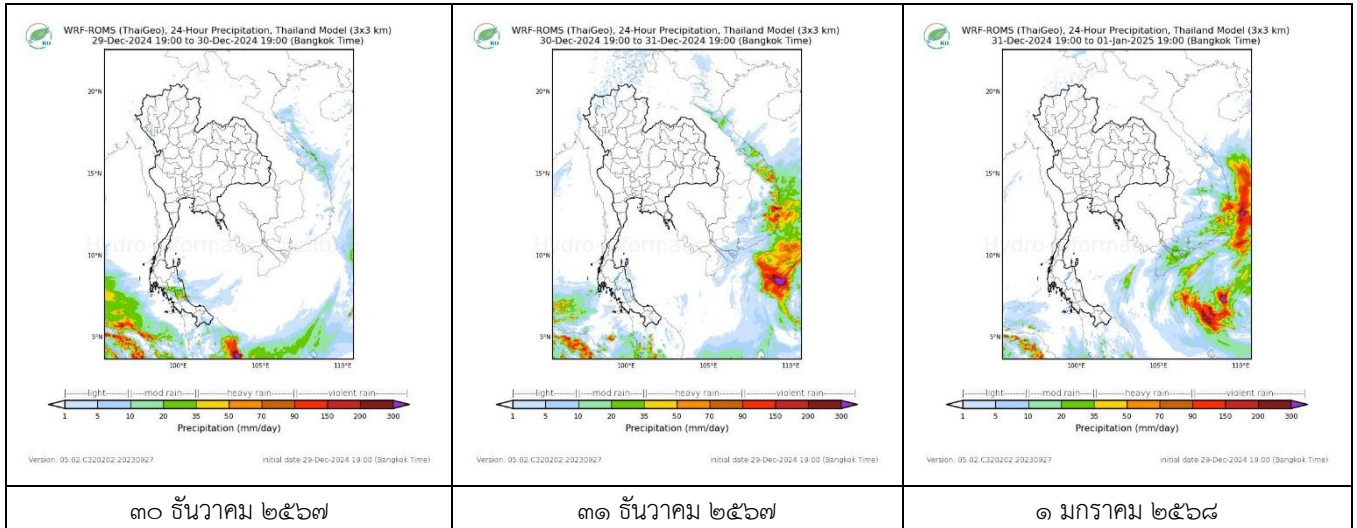 WRF-ROMS (ThaiGeo), 24-Hour Precipitation, Thailand Model (3x3 km)
29-Dec-2024 19:00 to 30-Dec-2024 19:00 (Bangkok Time)
HII
20°N
15°N
10°N
5°N
100°E 105°E 110°E
Hydro-Informatics Institute
|------light------||---mod rain---||------heavy rain------||------violent rain------|
1 5 10 20 35 50 70 90 150 200 300
Precipitation (mm/day)
Version: 05.02.C320202.20230927 initial date 29-Dec-2024 19:00 (Bangkok Time)
๓๐ ธันวาคม ๒๕๖๗
WRF-ROMS (ThaiGeo), 24-Hour Precipitation, Thailand Model (3x3 km)
30-Dec-2024 19:00 to 31-Dec-2024 19:00 (Bangkok Time)
HII
20°N
15°N
10°N
5°N
100°E 105°E 110°E
Hydro-Informatics Institute
|------light------||---mod rain---||------heavy rain------||------violent rain------|
1 5 10 20 35 50 70 90 150 200 300
Precipitation (mm/day)
Version: 05.02.C320202.20230927 initial date 29-Dec-2024 19:00 (Bangkok Time)
๓๑ ธันวาคม ๒๕๖๗
WRF-ROMS (ThaiGeo), 24-Hour Precipitation, Thailand Model (3x3 km)
31-Dec-2024 19:00 to 01-Jan-2025 19:00 (Bangkok Time)
HII
20°N
15°N
10°N
5°N
100°E 105°E 110°E
Hydro-Informatics Institute
|------light------||---mod rain---||------heavy rain------||------violent rain------|
1 5 10 20 35 50 70 90 150 200 300
Precipitation (mm/day)
Version: 05.02.C320202.20230927 initial date 29-Dec-2024 19:00 (Bangkok Time)
๑ มกราคม ๒๕๖๘